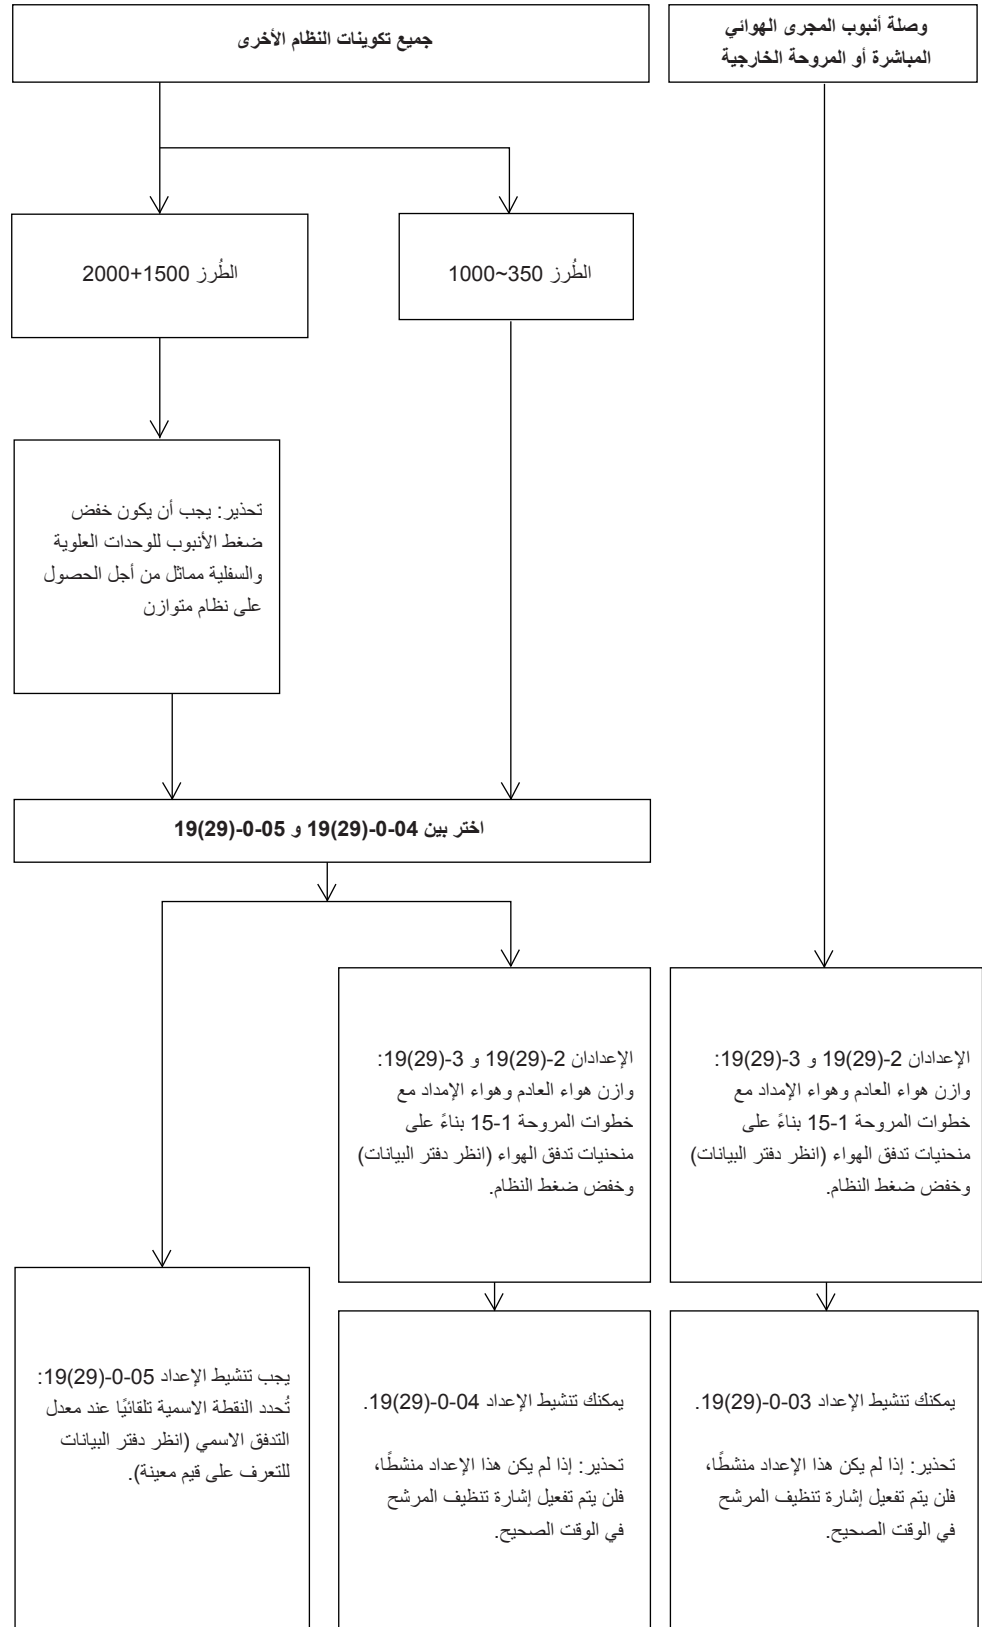 وصلة أنبوب المجرى الهوائي
المباشرة أو المروحة الخارجية
جميع تكوينات النظام الأخرى
الطُرز 350~1000
الطُرز 1500+2000
تحذير: يجب أن يكون خفض
ضغط الأنبوب للوحدات العلوية
والسفلية مماثل من أجل الحصول
على نظام متوازن
اختر بين 19(29)-0-04 و 19(29)-0-05
الإعدادان 19(29)-2 و 19(29)-3:
وازن هواء العادم وهواء الإمداد مع
خطوات المروحة 1-15 بناءً على
منحنيات تدفق الهواء (انظر دفتر البيانات)
وخفض ضغط النظام.
الإعدادان 19(29)-2 و 19(29)-3:
وازن هواء العادم وهواء الإمداد مع
خطوات المروحة 1-15 بناءً على
منحنيات تدفق الهواء (انظر دفتر البيانات)
وخفض ضغط النظام.
يمكنك تنشيط الإعداد 19(29)-0-03.
تحذير: إذا لم يكن هذا الإعداد منشطًا،
فلن يتم تفعيل إشارة تنظيف المرشح
في الوقت الصحيح.
يمكنك تنشيط الإعداد 19(29)-0-04.
تحذير: إذا لم يكن هذا الإعداد منشطًا،
فلن يتم تفعيل إشارة تنظيف المرشح
في الوقت الصحيح.
يجب تنشيط الإعداد 19(29)-0-05:
تُحدد النقطة الاسمية تلقائيًا عند معدل
التدفق الاسمي (انظر دفتر البيانات
للتعرف على قيم معينة).